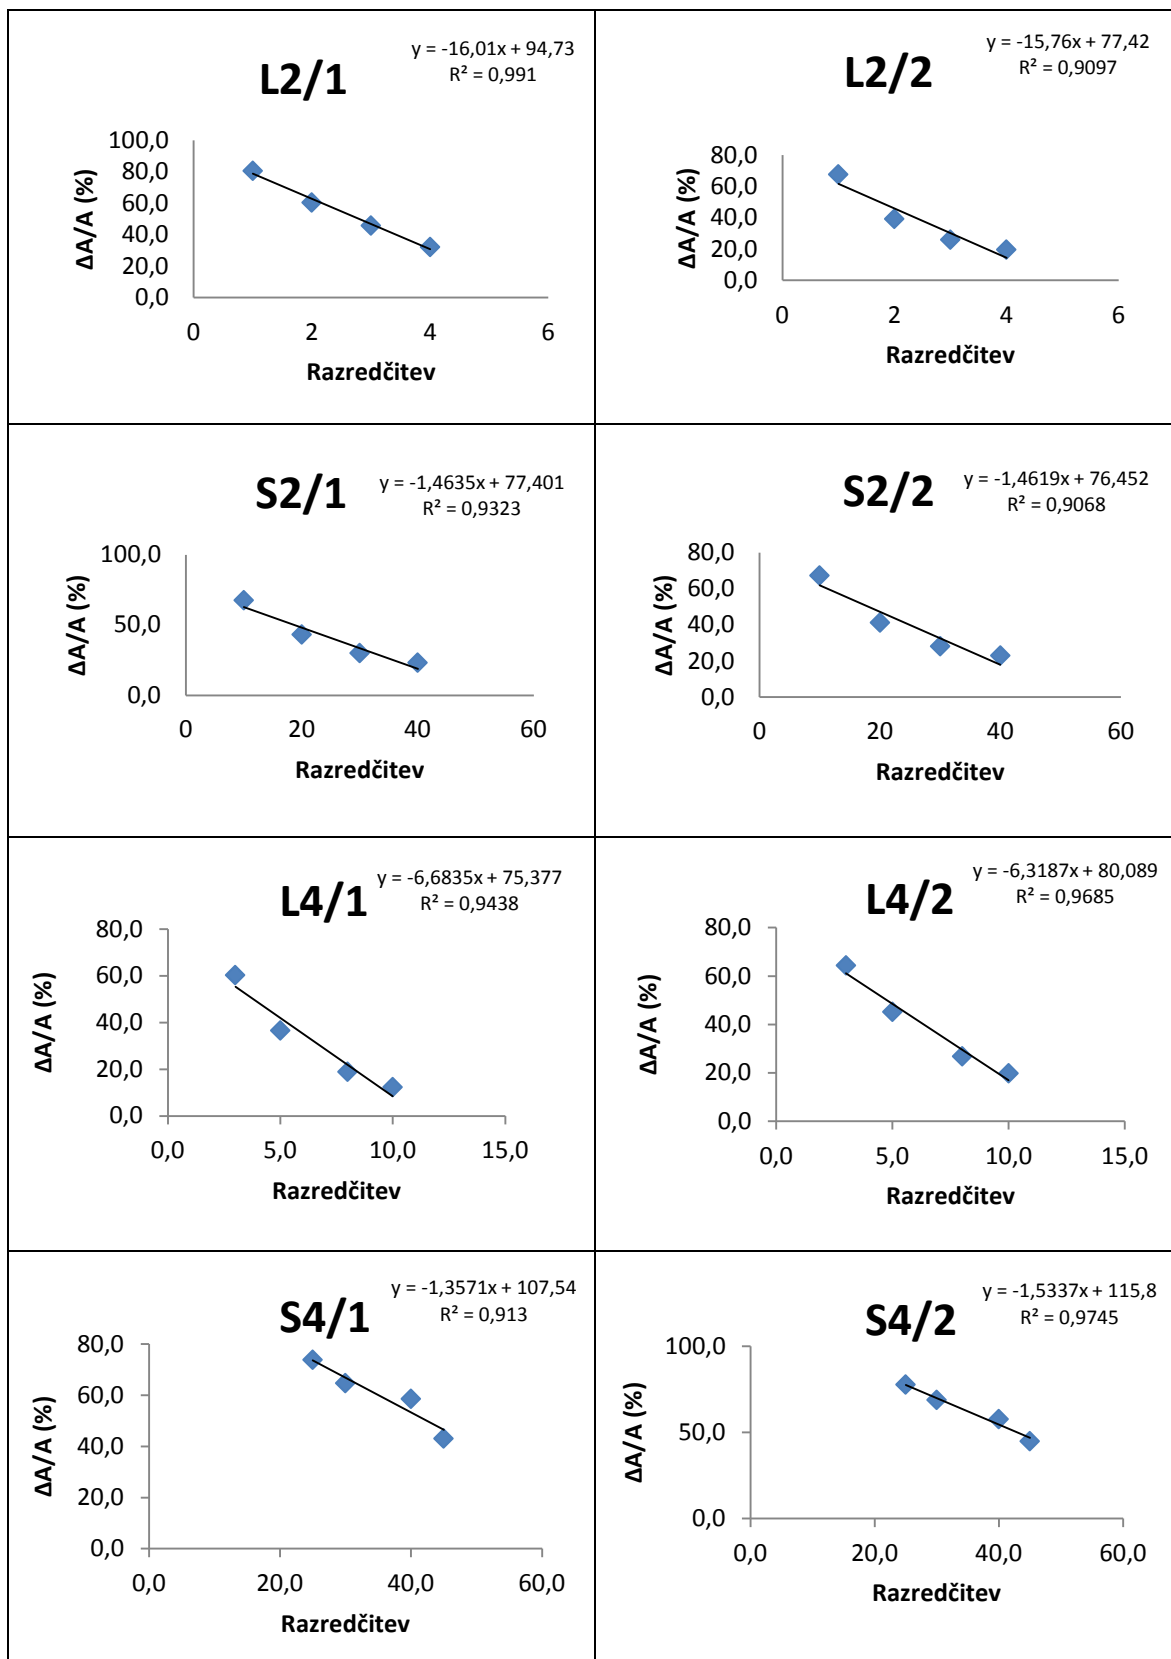 L2/1
y = -16,01x + 94,73
R² = 0,991
ΔA/A (%)
100,0
80,0
60,0
40,0
20,0
0,0
0 2 4 6
Razredčitev
L2/2
y = -15,76x + 77,42
R² = 0,9097
ΔA/A (%)
80,0
60,0
40,0
20,0
0,0
0 2 4 6
Razredčitev
S2/1
y = -1,4635x + 77,401
R² = 0,9323
ΔA/A (%)
100,0
50,0
0,0
0 20 40 60
Razredčitev
S2/2
y = -1,4619x + 76,452
R² = 0,9068
ΔA/A (%)
80,0
60,0
40,0
20,0
0,0
0 20 40 60
Razredčitev
L4/1
y = -6,6835x + 75,377
R² = 0,9438
ΔA/A (%)
80,0
60,0
40,0
20,0
0,0
0,0 5,0 10,0 15,0
Razredčitev
L4/2
y = -6,3187x + 80,089
R² = 0,9685
ΔA/A (%)
80,0
60,0
40,0
20,0
0,0
0,0 5,0 10,0 15,0
Razredčitev
S4/1
y = -1,3571x + 107,54
R² = 0,913
ΔA/A (%)
80,0
60,0
40,0
20,0
0,0
0,0 20,0 40,0 60,0
Razredčitev
S4/2
y = -1,5337x + 115,8
R² = 0,9745
ΔA/A (%)
100,0
50,0
0,0
0,0 20,0 40,0 60,0
Razredčitev